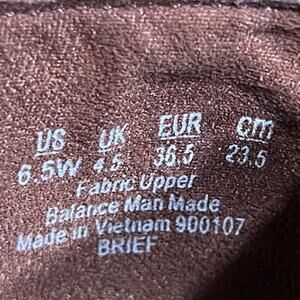 US UK EUR cm
6.5W 4.5 36.5 23.5
Fabric Upper
Balance Man Made
Made in Vietnam 900107
BRIEF